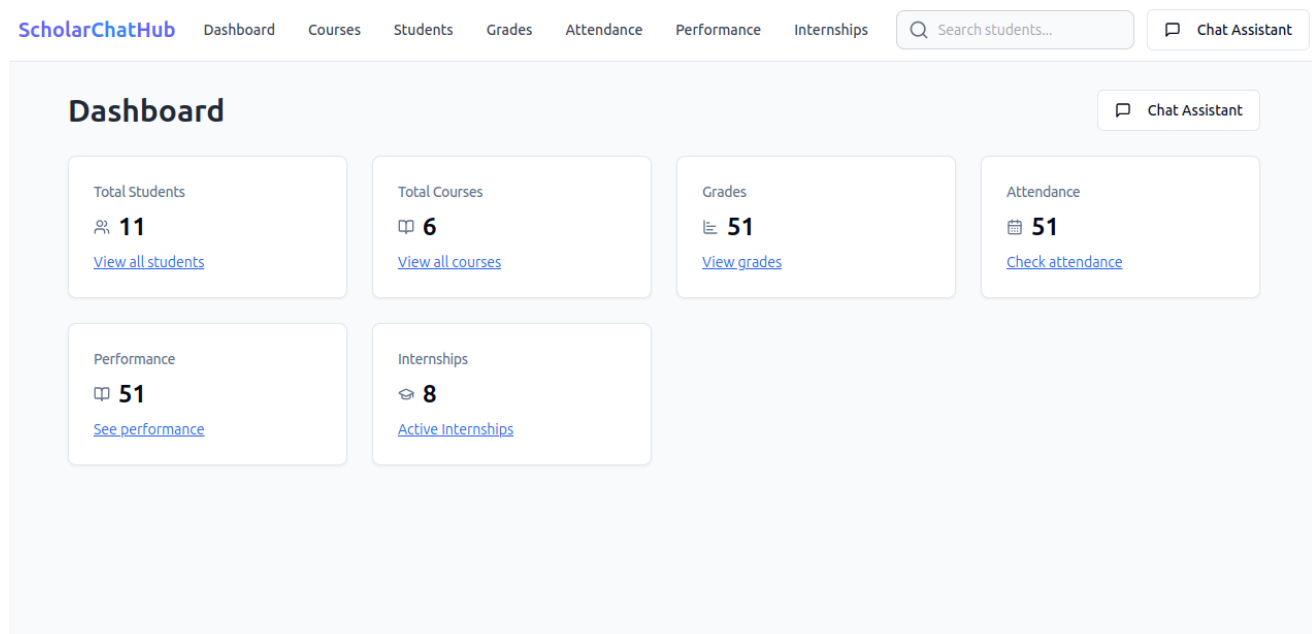 ScholarChatHub Dashboard Courses Students Grades Attendance Performance Internships Search students... Chat Assistant
Dashboard Chat Assistant
Total Students
11
View all students
Total Courses
6
View all courses
Grades
51
View grades
Attendance
51
Check attendance
Performance
51
See performance
Internships
8
Active Internships